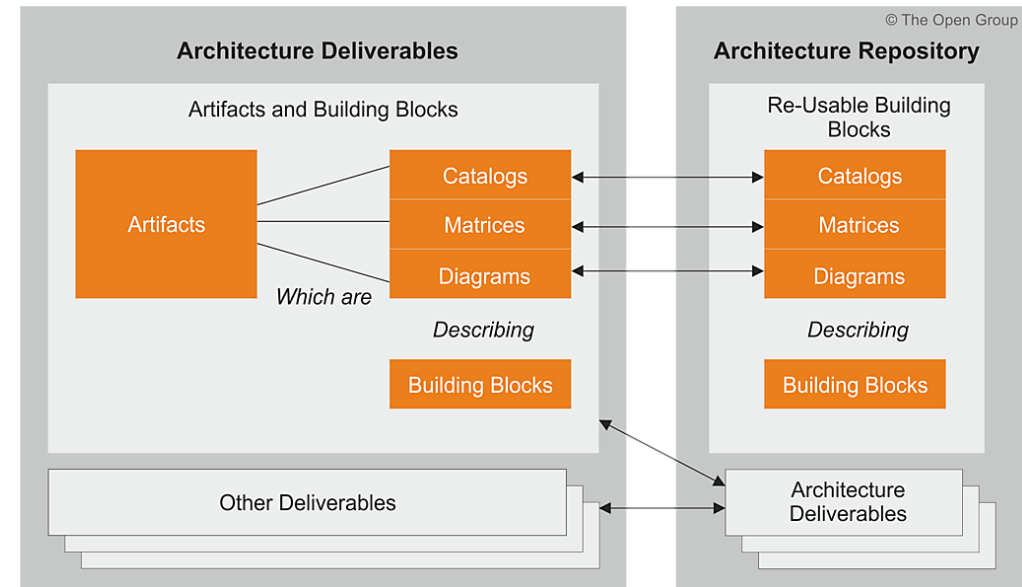 © The Open Group
Architecture Deliverables
Architecture Repository
Artifacts and Building Blocks
Artifacts
Catalogs
Matrices
Diagrams
Which are
Describing
Building Blocks
Other Deliverables
Re-Usable Building
Blocks
Catalogs
Matrices
Diagrams
Describing
Building Blocks
Architecture
Deliverables